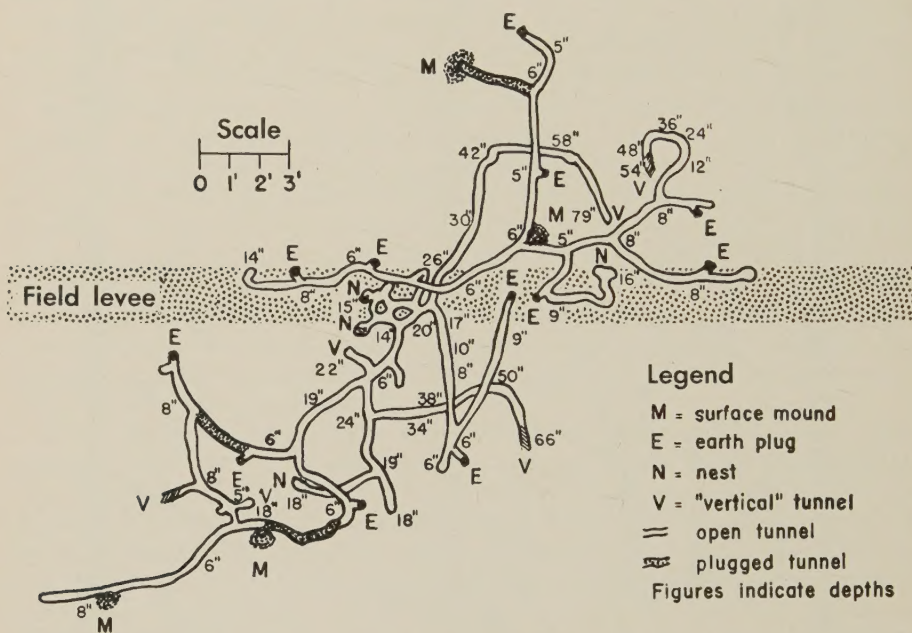 E
5"
M
6"
Scale
0 1' 2' 3'
42"
58"
36"
24"
48"
54"
12"
V
5"
E
30"
M
79"
V
8"
E
6"
5"
8"
N
E
14"
E
6"
E
26"
16"
8"
6"
E
8"
N
15"
E
9"
Field levee
N
14"
20"
17"
9"
E
V
22"
6"
10"
8"
50"
8"
19"
24"
38"
34"
66"
V
6"
6"
6"
E
8"
E
5"
V
N
18"
19"
V
18"
6"
E
18"
6"
M
8"
M
Legend
M = surface mound
E = earth plug
N = nest
V = "vertical" tunnel
= open tunnel
= plugged tunnel
Figures indicate depths